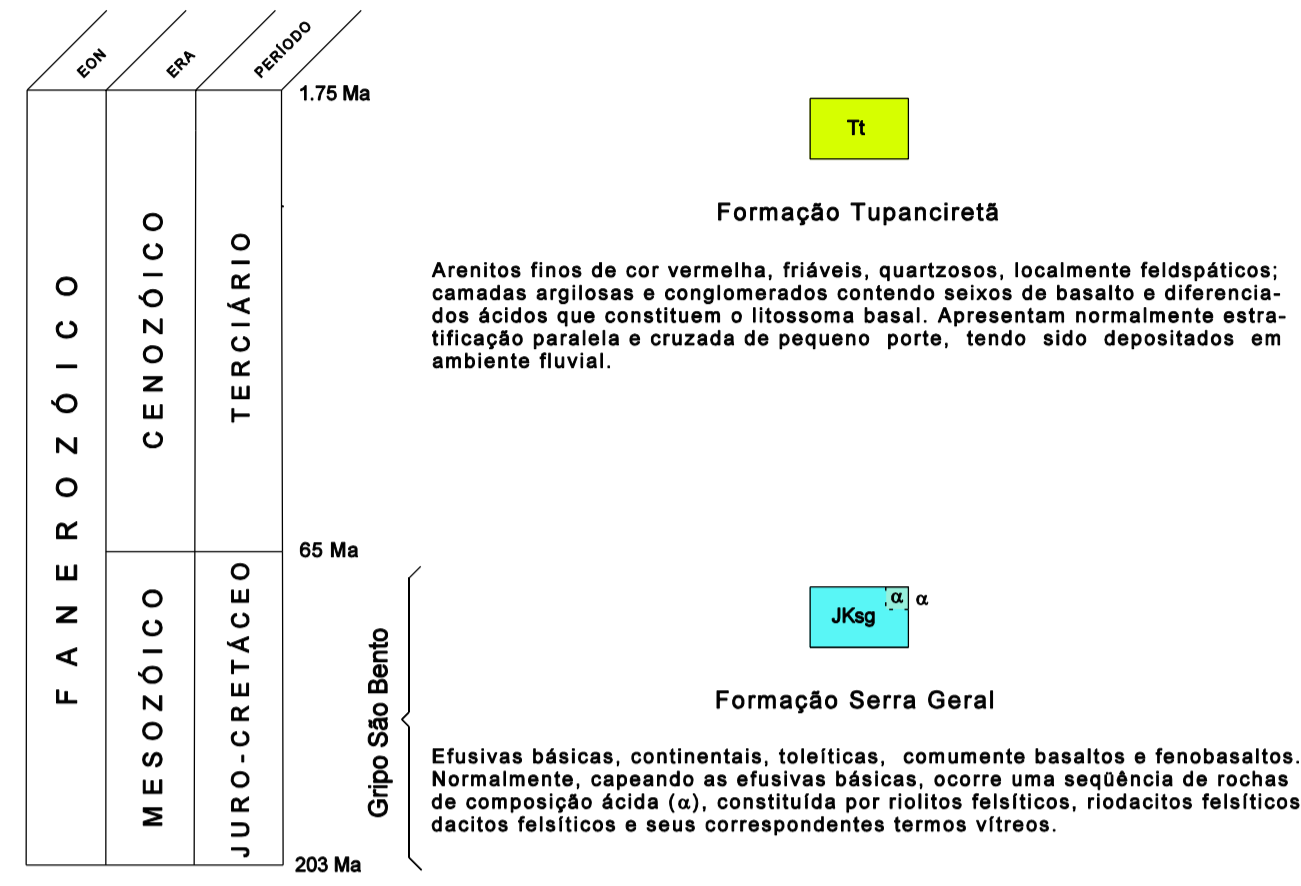 EON
ERA
PERÍODO
1.75 Ma
FANEROZÓICO
CENOZÓICO
TERCIÁRIO
Tt
Formação Tupanciretã
Arenitos finos de cor vermelha, friáveis, quartzosos, localmente feldspáticos;
camadas argilosas e conglomerados contendo seixos de basalto e diferencia-
dos ácidos que constituem o litossoma basal. Apresentam normalmente estra-
tificação paralela e cruzada de pequeno porte, tendo sido depositados em
ambiente fluvial.
65 Ma
MESOZÓICO
JURO-CRETÁCEO
Gripo São Bento
JKsg
α
α
Formação Serra Geral
Efusivas básicas, continentais, toleíticas, comumente basaltos e fenobasaltos.
Normalmente, capeando as efusivas básicas, ocorre uma seqüência de rochas
de composição ácida (α), constituída por riolitos felsíticos, riodacitos felsíticos
dacitos felsíticos e seus correspondentes termos vítreos.
203 Ma